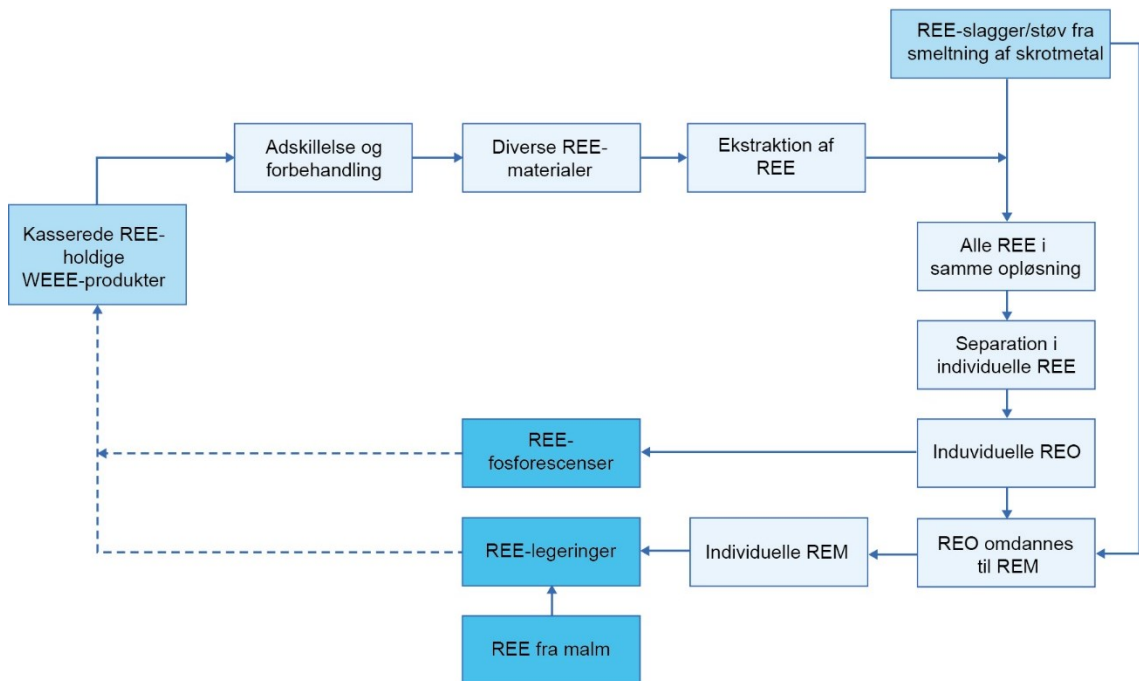 REE-slagger/støv fra
smeltning af skrotmetal
Adskillelse og
forbehandling
Diverse REE-
materialer
Ekstraktion af
REE
Kasserede REE-
holdige
WEEE-produkter
Alle REE i
samme opløsning
Separation i
individuelle REE
REE-
fosforescenser
Induviduelle REO
REE-legeringer
Individuelle REM
REO omdannes
til REM
REE fra malm